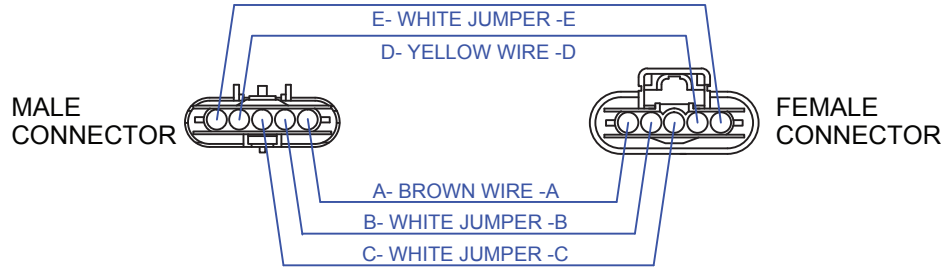 E- WHITE JUMPER -E
D- YELLOW WIRE -D
MALE
CONNECTOR
FEMALE
CONNECTOR
A- BROWN WIRE -A
B- WHITE JUMPER -B
C- WHITE JUMPER -C